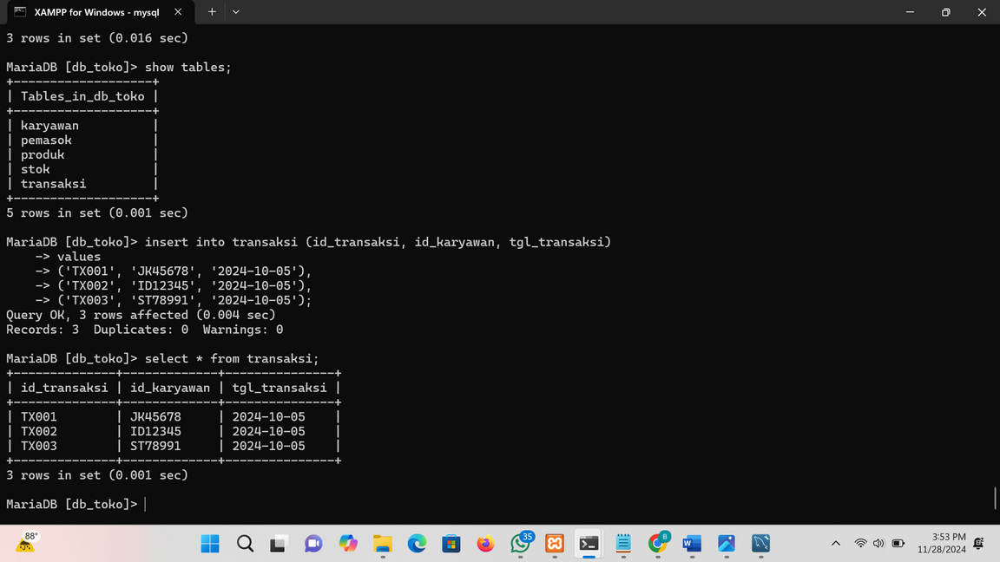 XAMPP for Windows - mysql
3 rows in set (0.016 sec)
MariaDB [db_toko]> show tables;
+-------------------+
| Tables_in_db_toko |
+-------------------+
| karyawan          |
| pemasok           |
| produk            |
| stok              |
| transaksi         |
+-------------------+
5 rows in set (0.001 sec)
MariaDB [db_toko]> insert into transaksi (id_transaksi, id_karyawan, tgl_transaksi)
    -> values
    -> ('TX001', 'JK45678', '2024-10-05'),
    -> ('TX002', 'ID12345', '2024-10-05'),
    -> ('TX003', 'ST78991', '2024-10-05');
Query OK, 3 rows affected (0.004 sec)
Records: 3  Duplicates: 0  Warnings: 0
MariaDB [db_toko]> select * from transaksi;
+--------------+-------------+---------------+
| id_transaksi | id_karyawan | tgl_transaksi |
+--------------+-------------+---------------+
| TX001        | JK45678     | 2024-10-05    |
| TX002        | ID12345     | 2024-10-05    |
| TX003        | ST78991     | 2024-10-05    |
+--------------+-------------+---------------+
3 rows in set (0.001 sec)
MariaDB [db_toko]>
88°
35
B
W
3:53 PM
11/28/2024